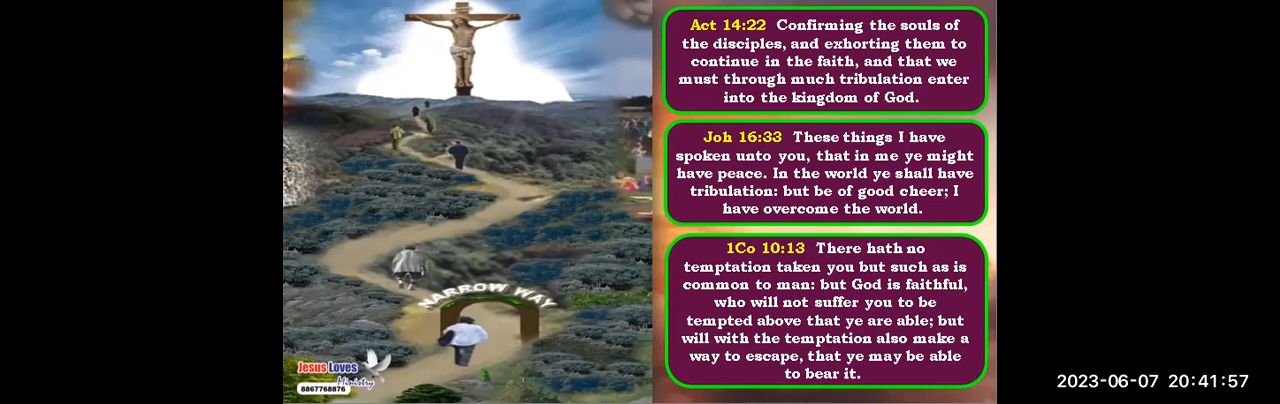 Act 14:22 Confirming the souls of
the disciples, and exhorting them to
continue in the faith, and that we
must through much tribulation enter
into the kingdom of God.
Joh 16:33 These things I have
spoken unto you, that in me ye might
have peace. In the world ye shall have
tribulation: but be of good cheer; I
have overcome the world.
1Co 10:13 There hath no
temptation taken you but such as is
common to man: but God is faithful,
who will not suffer you to be
tempted above that ye are able; but
will with the temptation also make a
way to escape, that ye may be able
to bear it.
NARROW WAY
Jesus Loves
Ministry
8867768876
2023-06-07 20:41:57